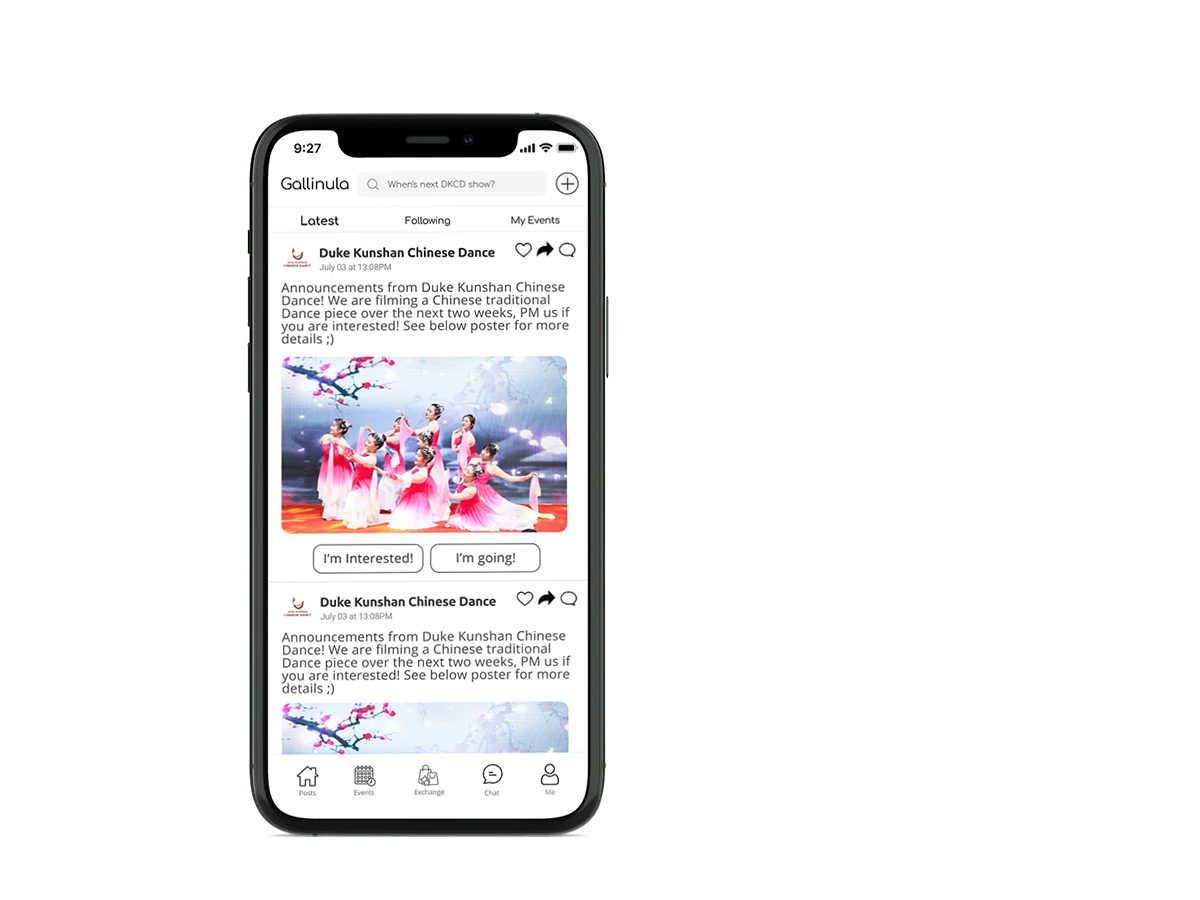 9:27
Gallinula
When's next DKCD show?
Latest Following My Events
Duke Kunshan Chinese Dance
July 03 at 13:08PM
Announcements from Duke Kunshan Chinese
Dance! We are filming a Chinese traditional
Dance piece over the next two weeks, PM us if
you are interested! See below poster for more
details ;)
I'm Interested! I'm going!
Duke Kunshan Chinese Dance
July 03 at 13:08PM
Announcements from Duke Kunshan Chinese
Dance! We are filming a Chinese traditional
Dance piece over the next two weeks, PM us if
you are interested! See below poster for more
details ;)
Posts Events Exchange Chat Me